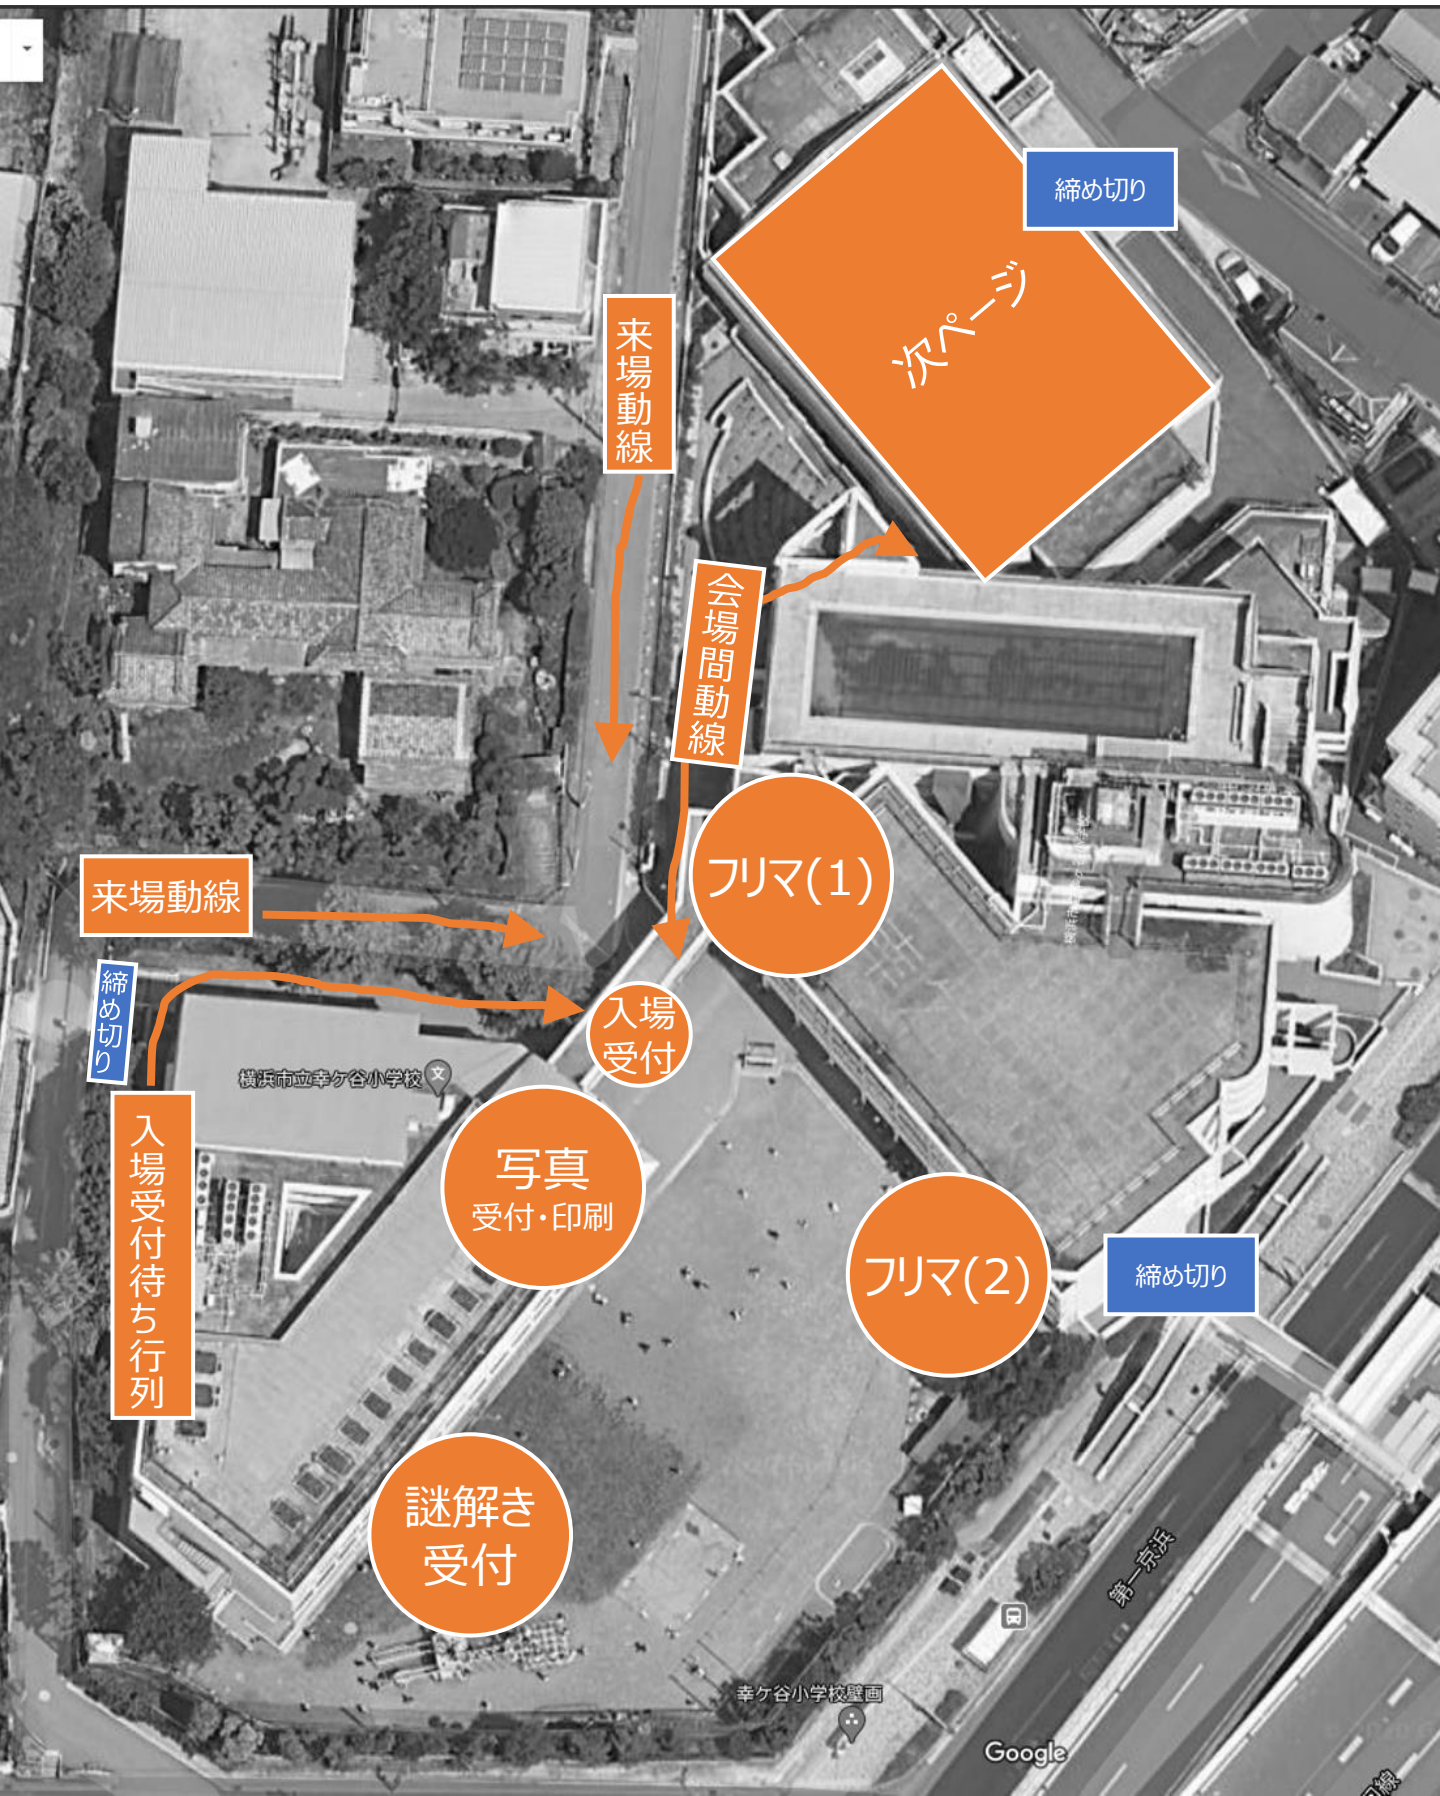 締め切り
次ページ
来場動線
会場間動線
フリマ(1)
来場動線
締め切り
入場
受付
横浜市立幸ケ谷小学校
文
入場受付待ち行列
写真
受付・印刷
フリマ(2)
締め切り
謎解き
受付
第一京浜
幸ケ谷小学校壁画
Google